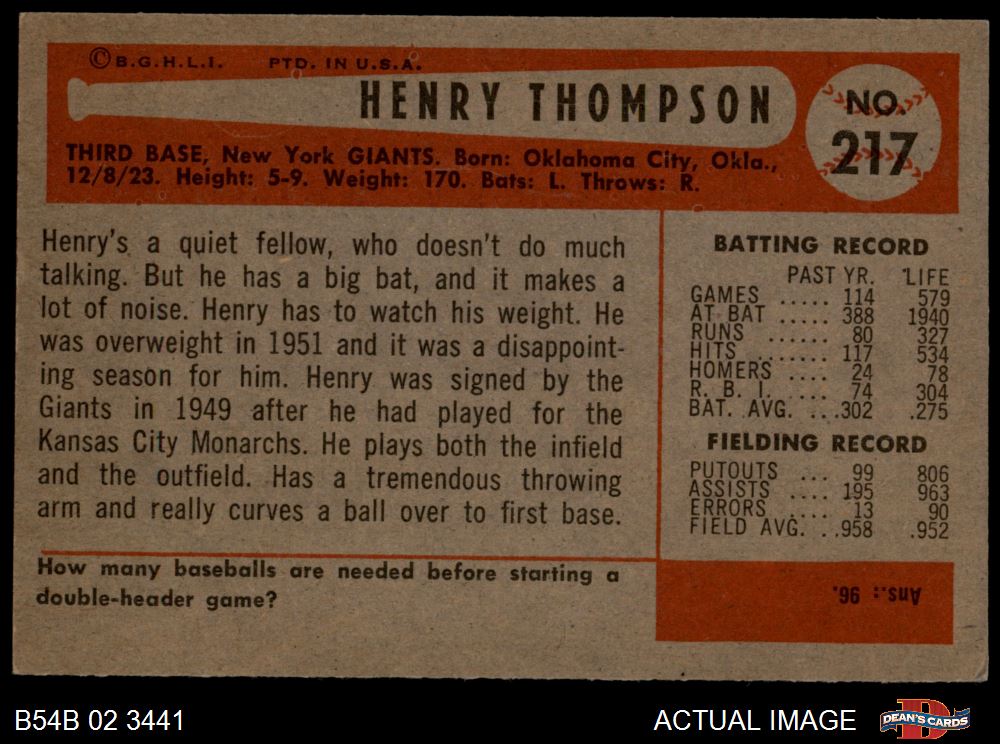 ©B.G.H.L.I. PTD. IN U.S.A.
HENRY THOMPSON
NO. 217
THIRD BASE, New York GIANTS. Born: Oklahoma City, Okla.,
12/8/23. Height: 5-9. Weight: 170. Bats: L. Throws: R.
Henry's a quiet fellow, who doesn't do much
talking. But he has a big bat, and it makes a
lot of noise. Henry has to watch his weight. He
was overweight in 1951 and it was a disappoint-
ing season for him. Henry was signed by the
Giants in 1949 after he had played for the
Kansas City Monarchs. He plays both the infield
and the outfield. Has a tremendous throwing
arm and really curves a ball over to first base.
BATTING RECORD
PAST YR. LIFE
GAMES ..... 114 579
AT BAT ..... 388 1940
RUNS ...... 80 327
HITS ....... 117 534
HOMERS .... 24 78
R. B. I. .... 74 304
BAT. AVG. ...302 .275
FIELDING RECORD
PUTOUTS ... 99 806
ASSISTS .... 195 963
ERRORS .... 13 90
FIELD AVG. . .958 .952
How many baseballs are needed before starting a
double-header game?
Ans.: 96.
B54B 02 3441
ACTUAL IMAGE
DEAN'S CARDS